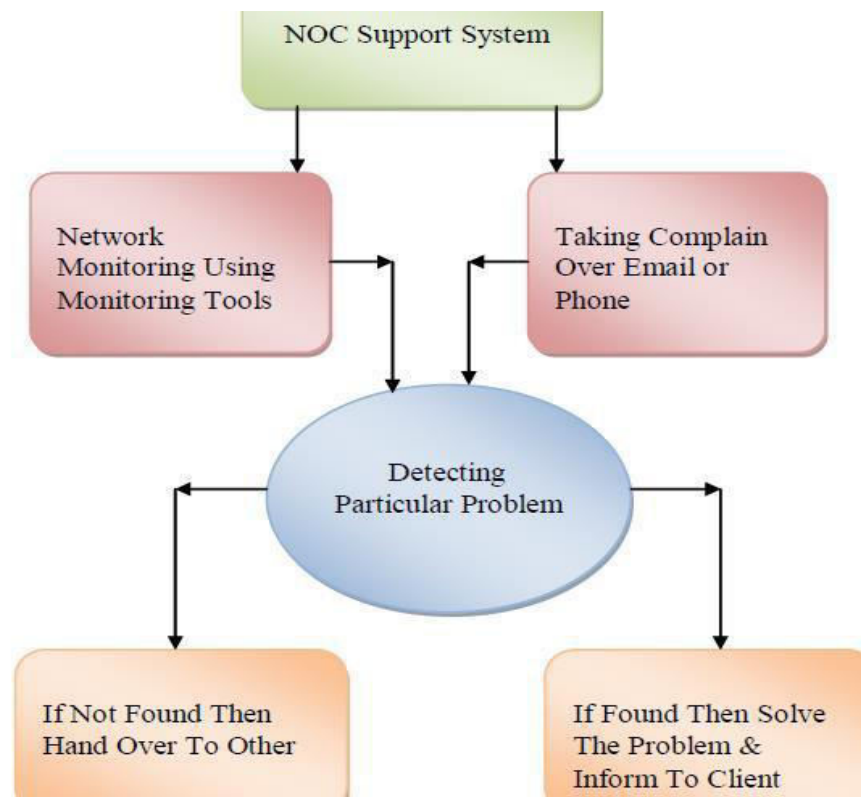 NOC Support System
Network
Monitoring Using
Monitoring Tools
Taking Complain
Over Email or
Phone
Detecting
Particular Problem
If Not Found Then
Hand Over To Other
If Found Then Solve
The Problem &
Inform To Client